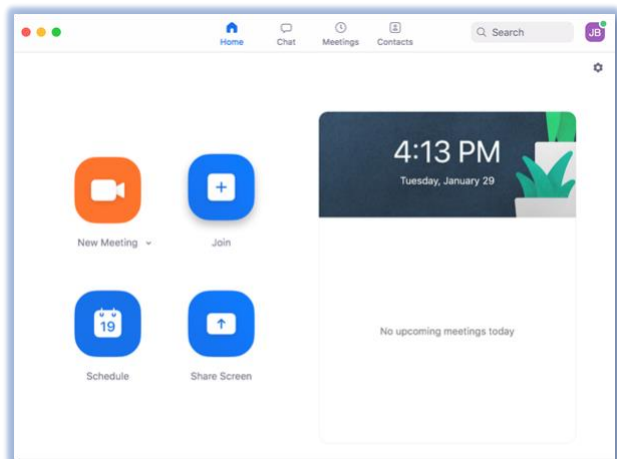 Home
Chat
Meetings
Contacts
Search
JB
4:13 PM
Tuesday, January 29
New Meeting
Join
19
Schedule
Share Screen
No upcoming meetings today